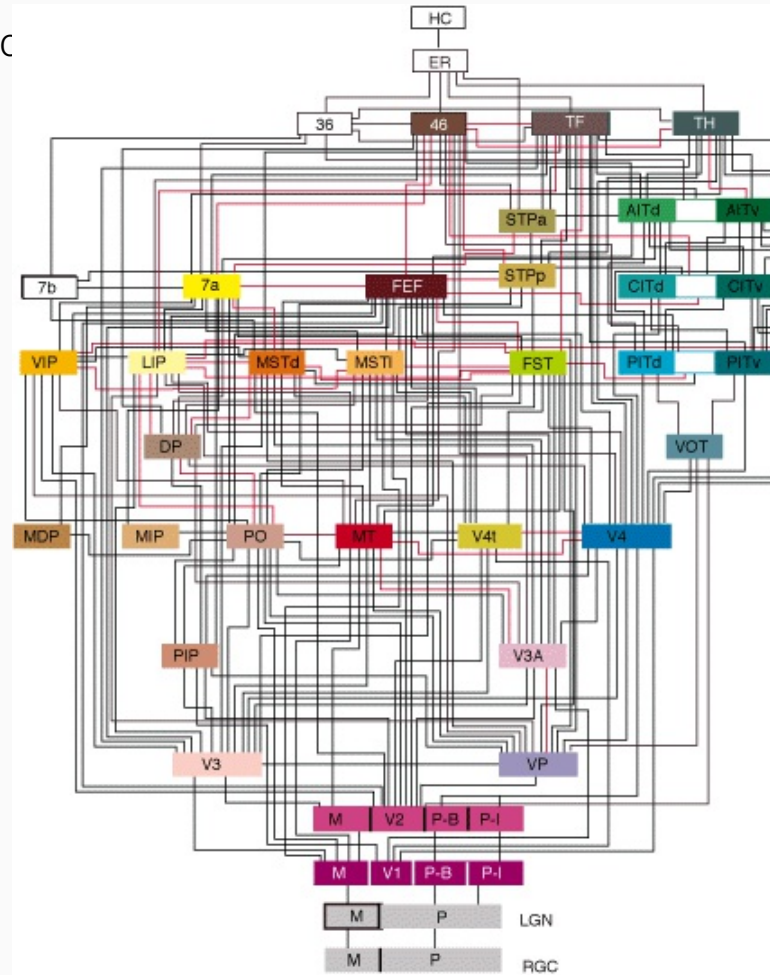 HC
ER
36 46 TF TH
STPa AITd AITv
7b 7a FEF STPp CITd CITv
VIP LIP MSTd MSTl FST PITd PITv
DP VOT
MDP MIP PO MT V4t V4
PIP V3A
V3 VP
M V2 P-B P-I
M V1 P-B P-I
M P LGN
M P RGC